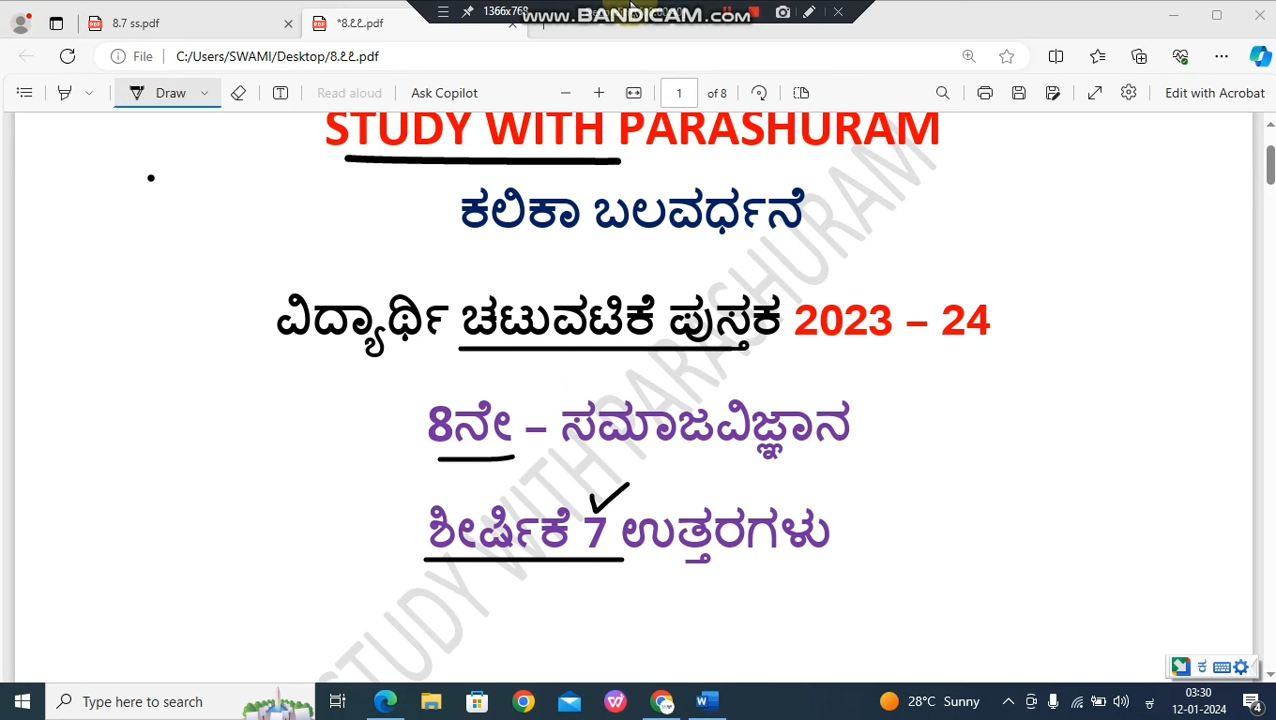 8.7 ss.pdf
*8.೭೭.pdf
1366x768
www.BANDICAM.com
File
C:/Users/SWAMI/Desktop/8.೭೭.pdf
Draw
Read aloud
Ask Copilot
1
of 8
Edit with Acrobat
STUDY WITH PARASHURAM
ಕಲಿಕಾ ಬಲವರ್ಧನೆ
ವಿದ್ಯಾರ್ಥಿ ಚಟುವಟಿಕೆ ಪುಸ್ತಕ 2023 – 24
8ನೇ – ಸಮಾಜವಿಜ್ಞಾನ
ಶೀರ್ಷಿಕೆ 7 ಉತ್ತರಗಳು
STUDY WITH PARASHURAM
Type here to search
28°C Sunny
03:30
12-01-2024